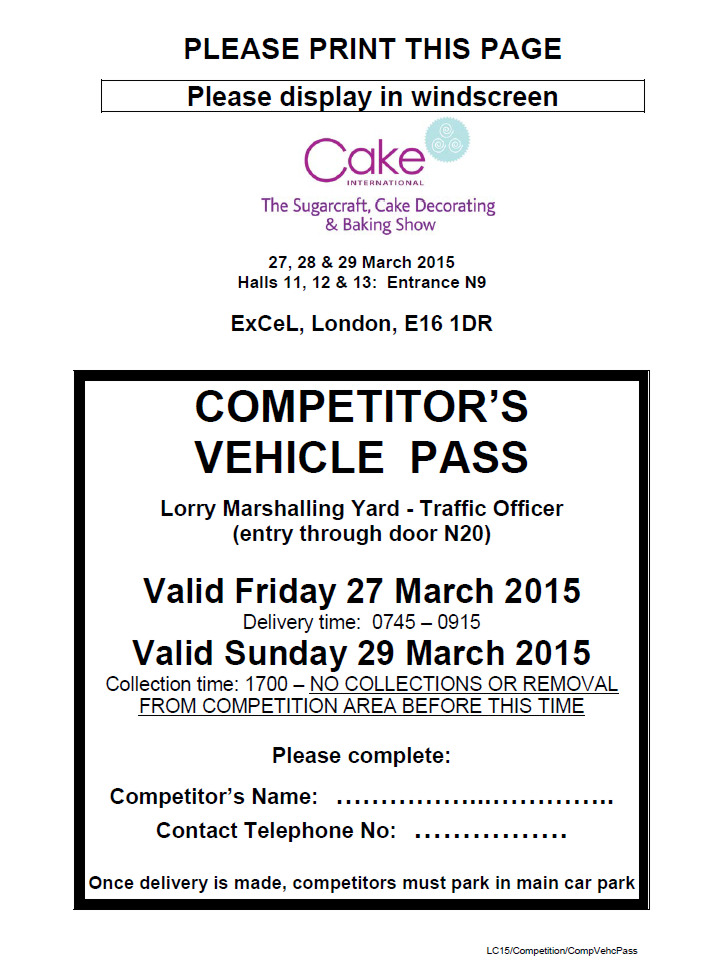 PLEASE PRINT THIS PAGE
Please display in windscreen
Cake
INTERNATIONAL
The Sugarcraft, Cake Decorating
& Baking Show
27, 28 & 29 March 2015
Halls 11, 12 & 13:  Entrance N9
ExCeL, London, E16 1DR
COMPETITOR'S
VEHICLE  PASS
Lorry Marshalling Yard - Traffic Officer
(entry through door N20)
Valid Friday 27 March 2015
Delivery time:  0745 – 0915
Valid Sunday 29 March 2015
Collection time: 1700 – NO COLLECTIONS OR REMOVAL
FROM COMPETITION AREA BEFORE THIS TIME
Please complete:
Competitor's Name:  ……………...…………..
Contact Telephone No:  ……………
Once delivery is made, competitors must park in main car park
LC15/Competition/CompVehcPass